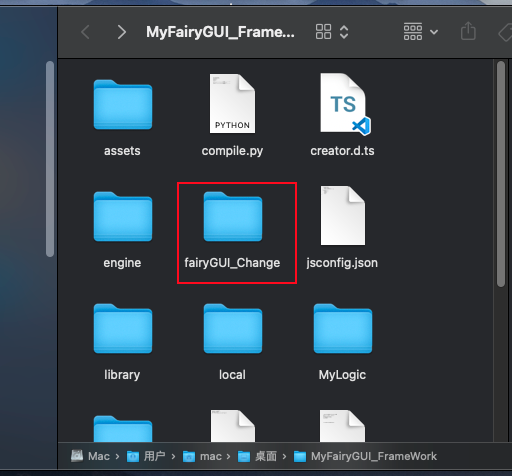 MyFairyGUI_Frame...
PYTHON
TS
assets
compile.py
creator.d.ts
engine
fairyGUI_Change
jsconfig.json
library
local
MyLogic
Mac > 用户 > mac > 桌面 > MyFairyGUI_FrameWork